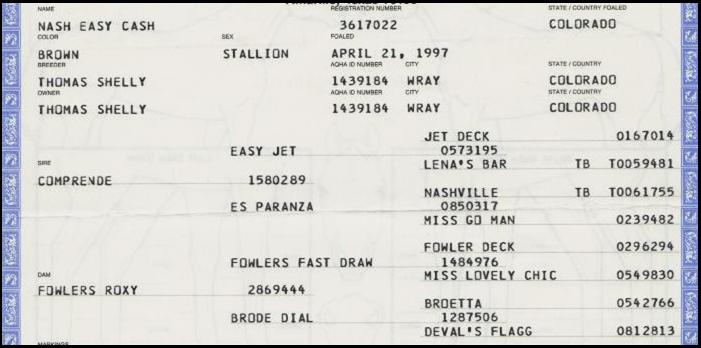 NAME REGISTRATION NUMBER STATE / COUNTRY FOALED
NASH EASY CASH 3617022 COLORADO
COLOR SEX FOALED
BROWN STALLION APRIL 21, 1997
BREEDER AQHA ID NUMBER CITY STATE / COUNTRY
THOMAS SHELLY 1439184 WRAY COLORADO
OWNER AQHA ID NUMBER CITY STATE / COUNTRY
THOMAS SHELLY 1439184 WRAY COLORADO
JET DECK 0167014
EASY JET 0573195
SIRE LENA'S BAR TB T0059481
COMPRENDE 1580289
NASHVILLE TB T0061755
ES PARANZA 0850317
MISS GO MAN 0239482
FOWLER DECK 0296294
FOWLERS FAST DRAW 1484976
DAM MISS LOVELY CHIC 0549830
FOWLERS ROXY 2869444
BROETTA 0542766
BRODE DIAL 1287506
DEVAL'S FLAGG 0812813
MARKINGS